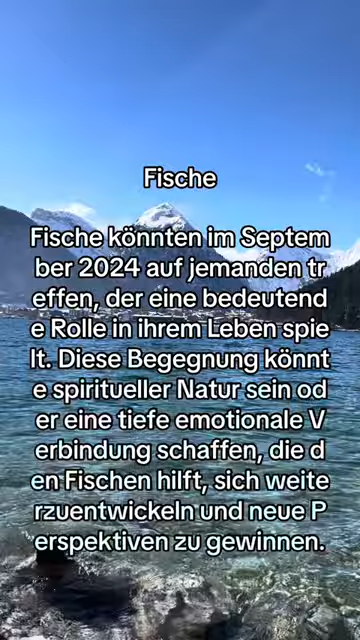 Fische
Fische könnten im Septem
ber 2024 auf jemanden tr
effen, der eine bedeutend
e Rolle in ihrem Leben spie
lt. Diese Begegnung könnt
e spiritueller Natur sein od
er eine tiefe emotionale V
erbindung schaffen, die d
en Fischen hilft, sich weite
rzuentwickeln und neue P
erspektiven zu gewinnen.